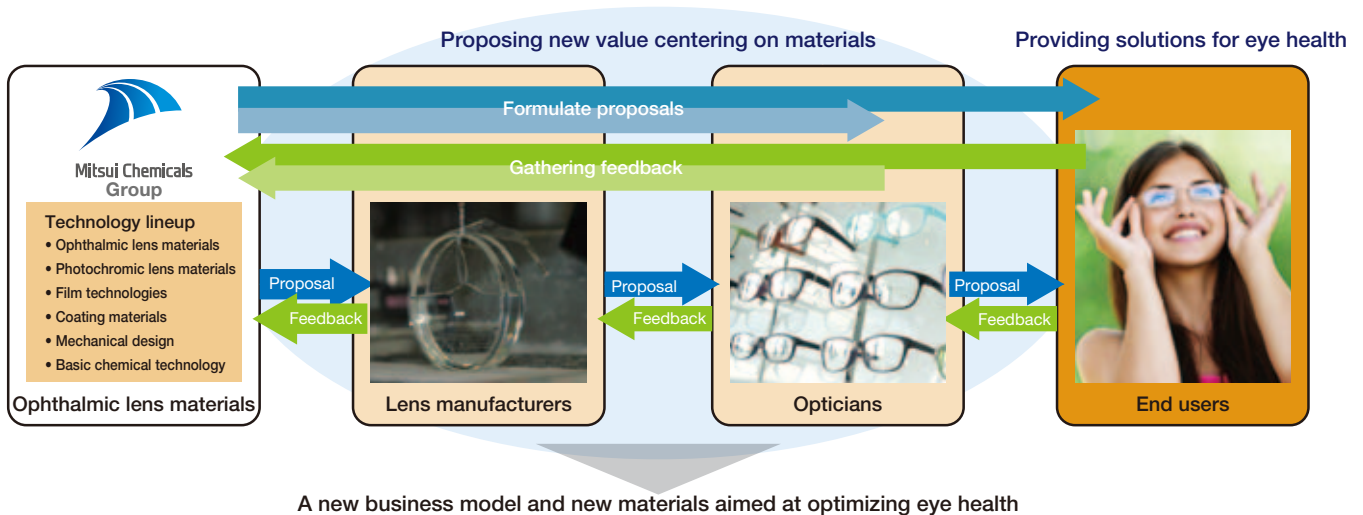 Proposing new value centering on materials
Providing solutions for eye health
Formulate proposals
Gathering feedback
Mitsui Chemicals
Group
Technology lineup
• Ophthalmic lens materials
• Photochromic lens materials
• Film technologies
• Coating materials
• Mechanical design
• Basic chemical technology
Ophthalmic lens materials
Proposal
Feedback
Lens manufacturers
Proposal
Feedback
Opticians
Proposal
Feedback
End users
A new business model and new materials aimed at optimizing eye health